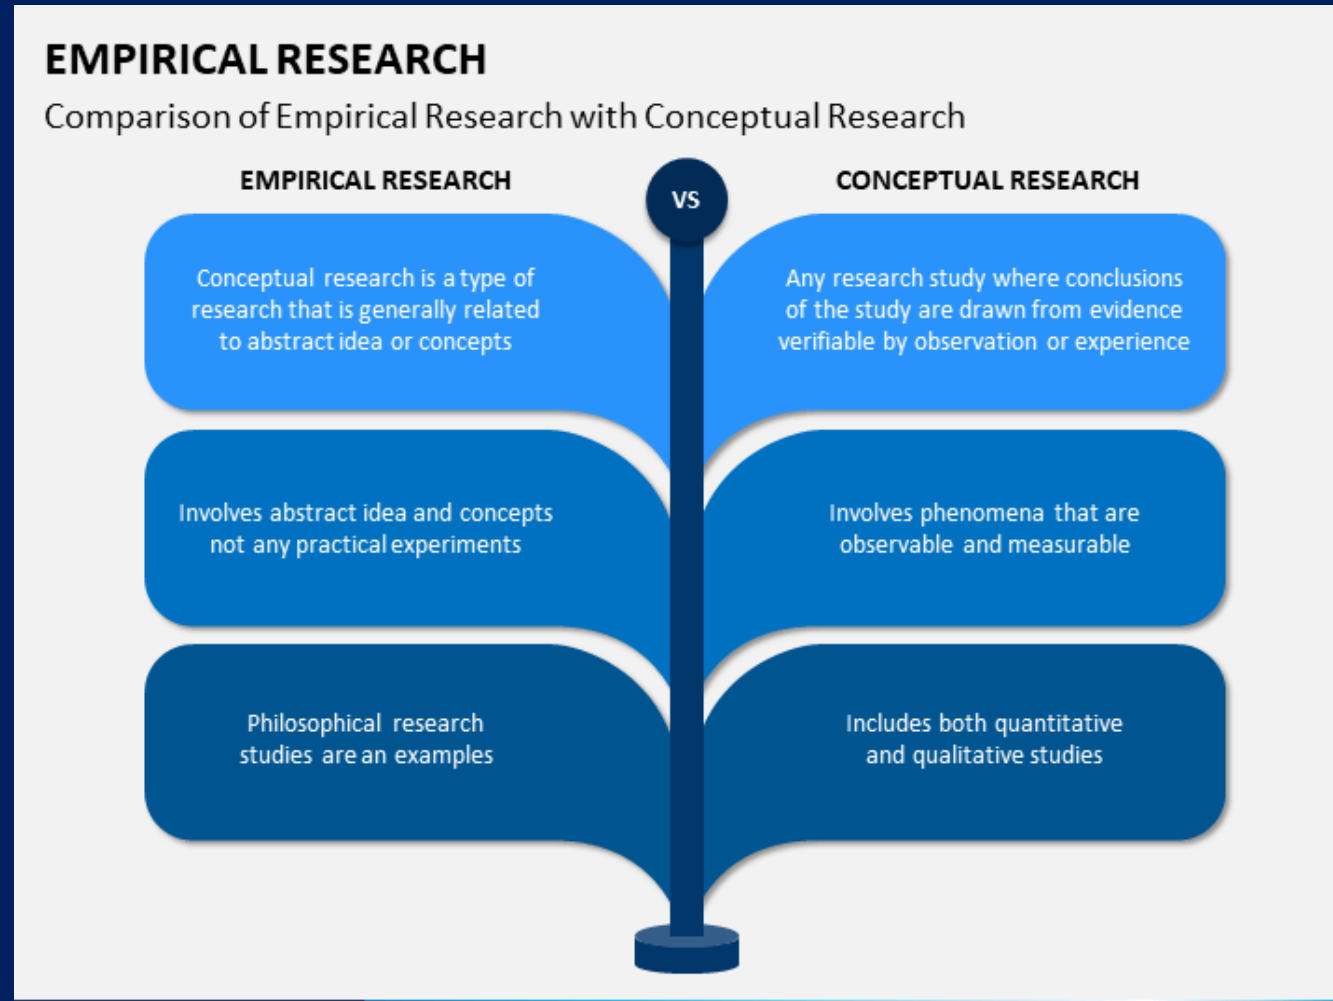 EMPIRICAL RESEARCH
Comparison of Empirical Research with Conceptual Research
EMPIRICAL RESEARCH
VS
CONCEPTUAL RESEARCH
Conceptual research is a type of
research that is generally related
to abstract idea or concepts
Any research study where conclusions
of the study are drawn from evidence
verifiable by observation or experience
Involves abstract idea and concepts
not any practical experiments
Involves phenomena that are
observable and measurable
Philosophical research
studies are an examples
Includes both quantitative
and qualitative studies